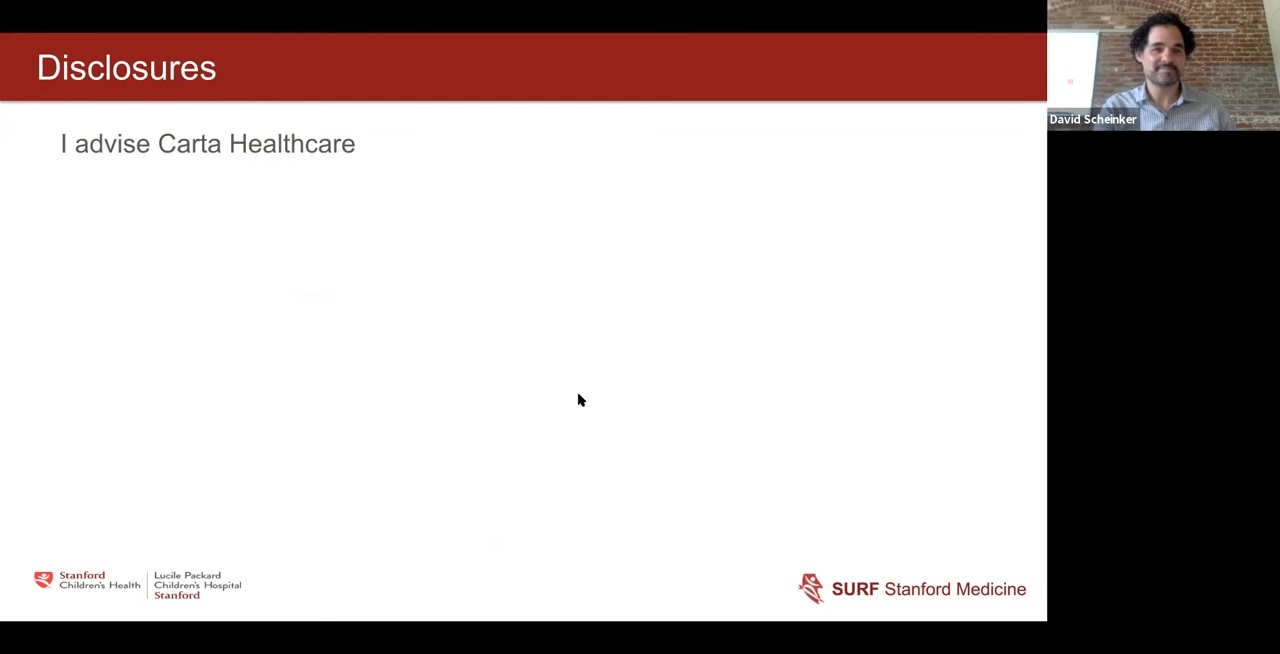 Disclosures
I advise Carta Healthcare
David Scheinker
Stanford
Children's Health
Lucile Packard
Children's Hospital
Stanford
SURF Stanford Medicine